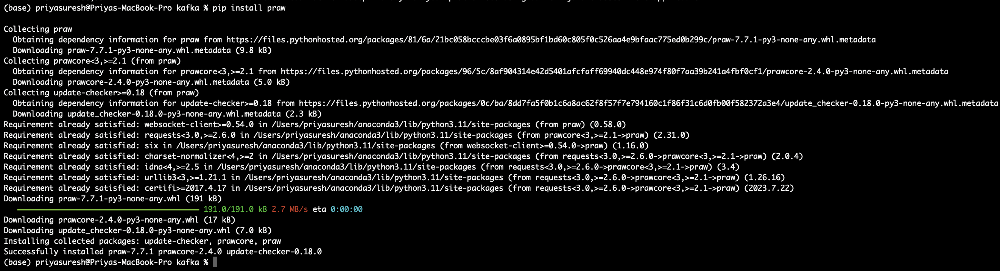 (base) priyasuresh@Priyas-MacBook-Pro kafka % pip install praw
Collecting praw
  Obtaining dependency information for praw from https://files.pythonhosted.org/packages/81/6a/21bc058bcccbe03f6a0895bf1bd60c805f0c526aa4e9bfaac775ed0b299c/praw-7.7.1-py3-none-any.whl.metadata
  Downloading praw-7.7.1-py3-none-any.whl.metadata (9.8 kB)
Collecting prawcore<3,>=2.1 (from praw)
  Obtaining dependency information for prawcore<3,>=2.1 from https://files.pythonhosted.org/packages/96/5c/8af904314e42d5401afcfaff69940dc448e974f80f7aa39b241a4fbf0cf1/prawcore-2.4.0-py3-none-any.whl.metadata
  Downloading prawcore-2.4.0-py3-none-any.whl.metadata (5.0 kB)
Collecting update-checker>=0.18 (from praw)
  Obtaining dependency information for update-checker>=0.18 from https://files.pythonhosted.org/packages/0c/ba/8dd7fa5f0b1c6a8ac62f8f57f7e794160c1f86f31c6d0fb00f582372a3e4/update_checker-0.18.0-py3-none-any.whl.metadata
  Downloading update_checker-0.18.0-py3-none-any.whl.metadata (2.3 kB)
Requirement already satisfied: websocket-client>=0.54.0 in /Users/priyasuresh/anaconda3/lib/python3.11/site-packages (from praw) (0.58.0)
Requirement already satisfied: requests<3.0,>=2.6.0 in /Users/priyasuresh/anaconda3/lib/python3.11/site-packages (from prawcore<3,>=2.1->praw) (2.31.0)
Requirement already satisfied: six in /Users/priyasuresh/anaconda3/lib/python3.11/site-packages (from websocket-client>=0.54.0->praw) (1.16.0)
Requirement already satisfied: charset-normalizer<4,>=2 in /Users/priyasuresh/anaconda3/lib/python3.11/site-packages (from requests<3.0,>=2.6.0->prawcore<3,>=2.1->praw) (2.0.4)
Requirement already satisfied: idna<4,>=2.5 in /Users/priyasuresh/anaconda3/lib/python3.11/site-packages (from requests<3.0,>=2.6.0->prawcore<3,>=2.1->praw) (3.4)
Requirement already satisfied: urllib3<3,>=1.21.1 in /Users/priyasuresh/anaconda3/lib/python3.11/site-packages (from requests<3.0,>=2.6.0->prawcore<3,>=2.1->praw) (1.26.16)
Requirement already satisfied: certifi>=2017.4.17 in /Users/priyasuresh/anaconda3/lib/python3.11/site-packages (from requests<3.0,>=2.6.0->prawcore<3,>=2.1->praw) (2023.7.22)
Downloading praw-7.7.1-py3-none-any.whl (191 kB)
191.0/191.0 kB 2.7 MB/s eta 0:00:00
Downloading prawcore-2.4.0-py3-none-any.whl (17 kB)
Downloading update_checker-0.18.0-py3-none-any.whl (7.0 kB)
Installing collected packages: update-checker, prawcore, praw
Successfully installed praw-7.7.1 prawcore-2.4.0 update-checker-0.18.0
(base) priyasuresh@Priyas-MacBook-Pro kafka %